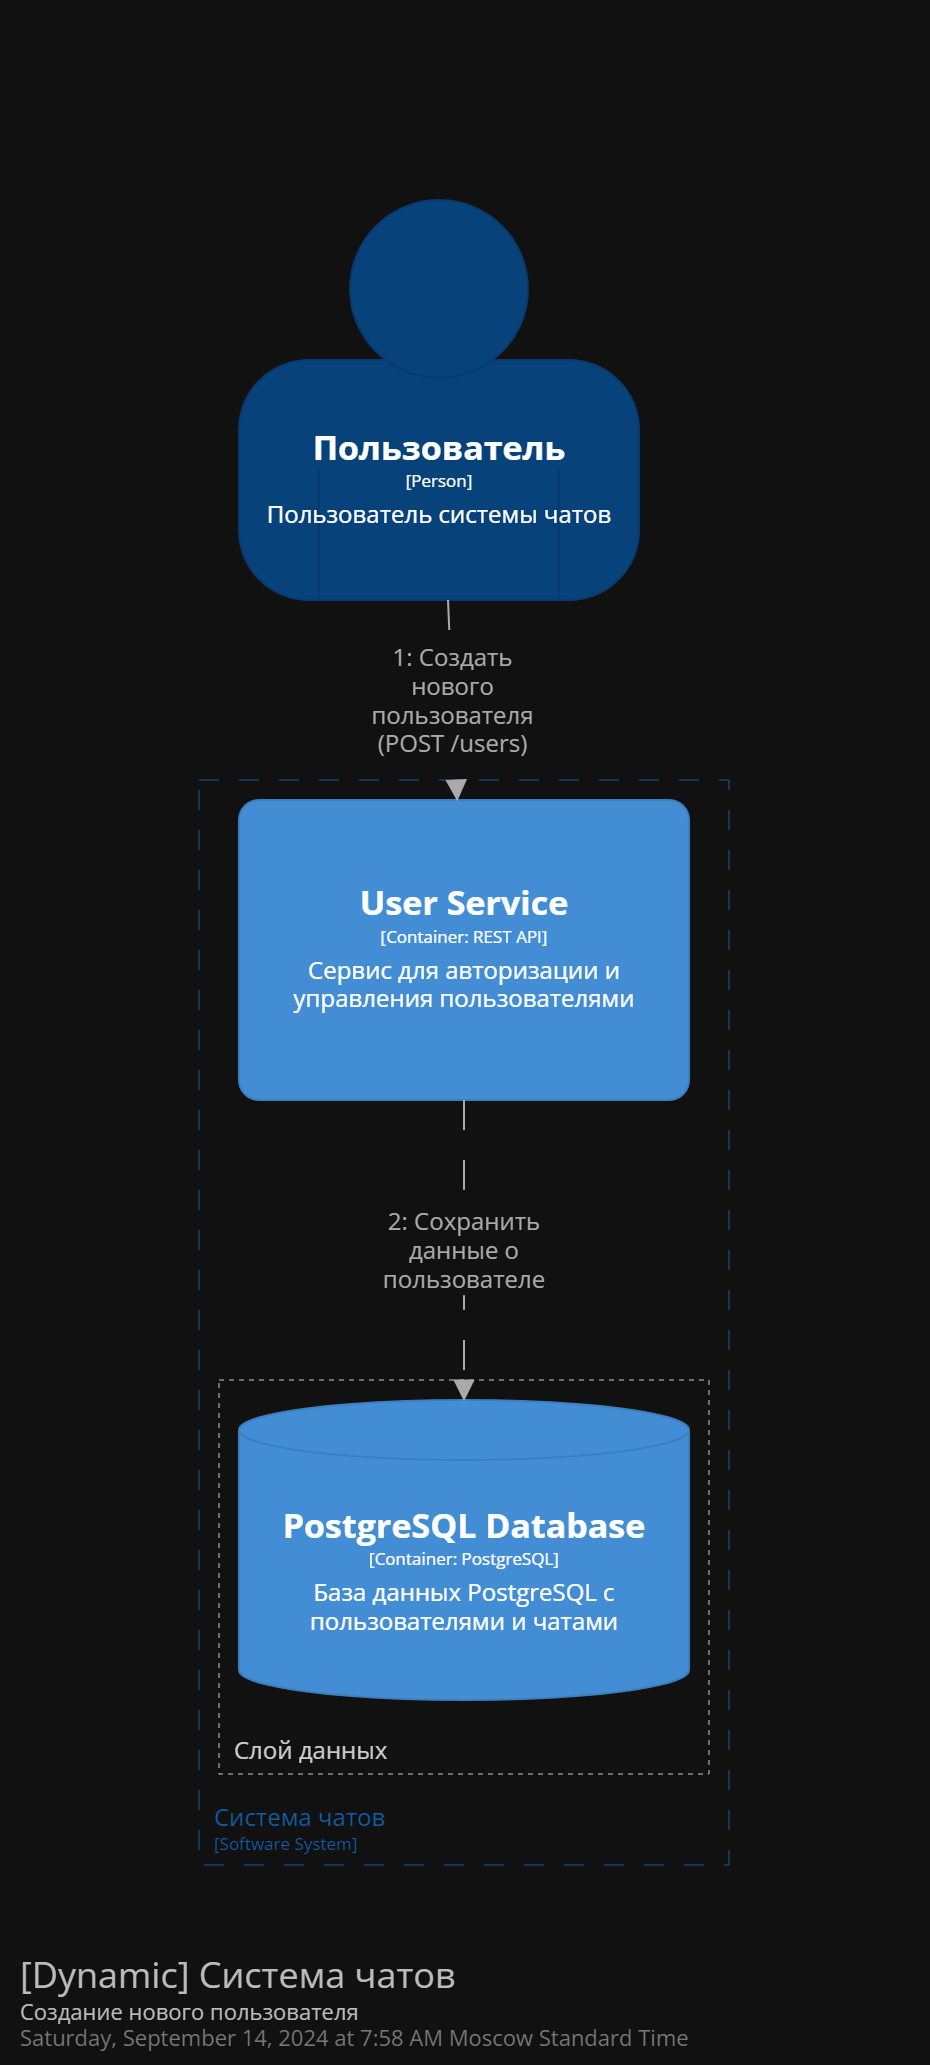 Пользователь
[Person]
Пользователь системы чатов
1: Создать
нового
пользователя
(POST /users)
User Service
[Container: REST API]
Сервис для авторизации и
управления пользователями
2: Сохранить
данные о
пользователе
PostgreSQL Database
[Container: PostgreSQL]
База данных PostgreSQL с
пользователями и чатами
Слой данных
Система чатов
[Software System]
[Dynamic] Система чатов
Создание нового пользователя
Saturday, September 14, 2024 at 7:58 AM Moscow Standard Time